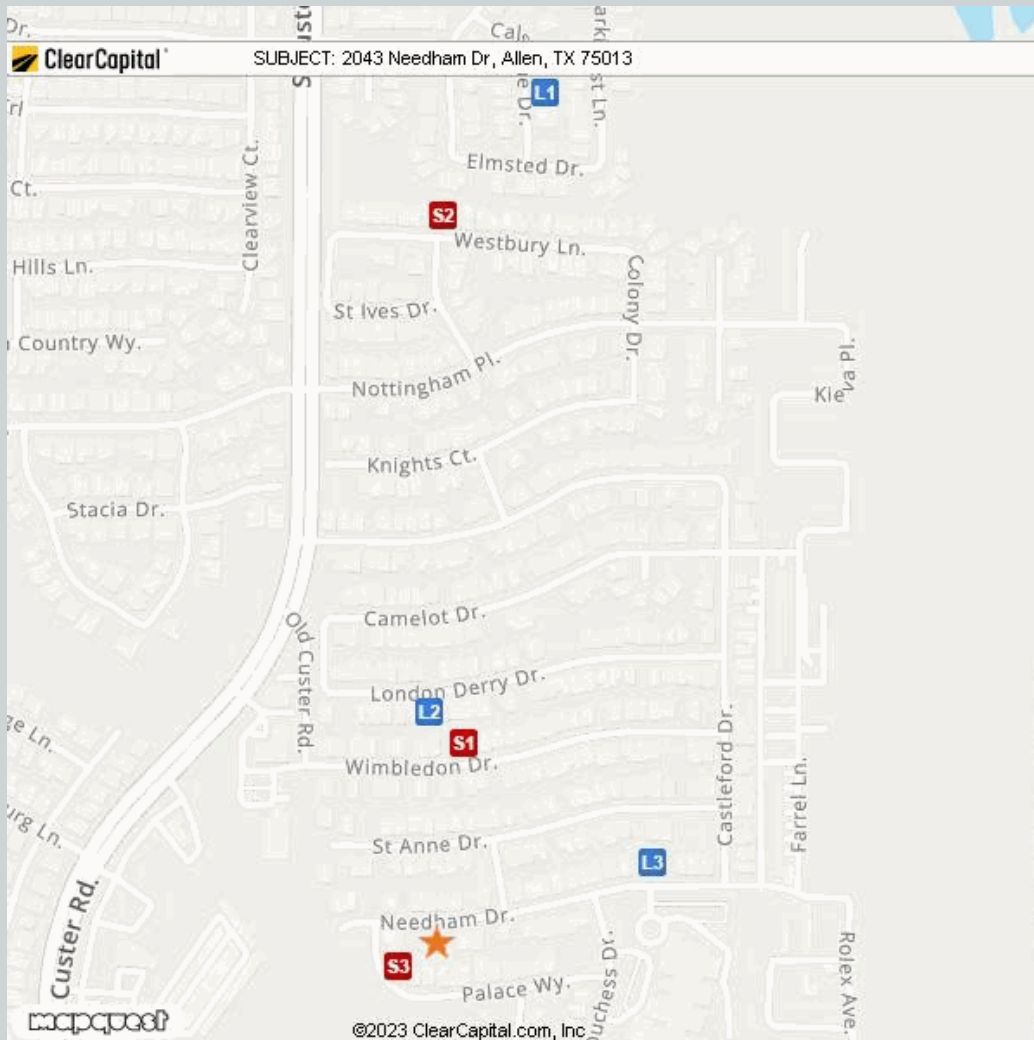 Dr.
Cal
ClearCapital
SUBJECT: 2043 Needham Dr, Allen, TX 75013
L1
Elmsted Dr.
Ct.
Clearview Ct.
S2
Westbury Ln.
Hills Ln.
Colony Dr.
St Ives Dr.
Country Wy.
Nottingham Pl.
Knights Ct.
Stacia Dr.
Camelot Dr.
Old Custer Rd.
London Derry Dr.
L2
S1
Wimbledon Dr.
Castleford Dr.
Farrel Ln.
St Anne Dr.
L3
Custer Rd.
Needham Dr.
S3
Palace Wy.
Rolex Ave.
mapquest
©2023 ClearCapital.com, Inc